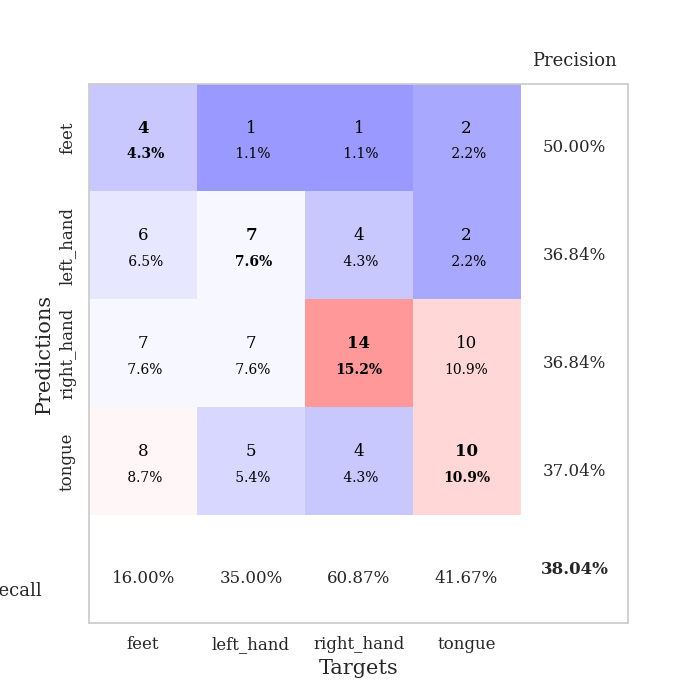 Precision
feet 4 1 1 2
4.3% 1.1% 1.1% 2.2% 50.00%
left_hand 6 7 4 2
6.5% 7.6% 4.3% 2.2% 36.84%
Predictions
right_hand 7 7 14 10
7.6% 7.6% 15.2% 10.9% 36.84%
tongue 8 5 4 10
8.7% 5.4% 4.3% 10.9% 37.04%
ecall 16.00% 35.00% 60.87% 41.67% 38.04%
feet left_hand right_hand tongue
Targets